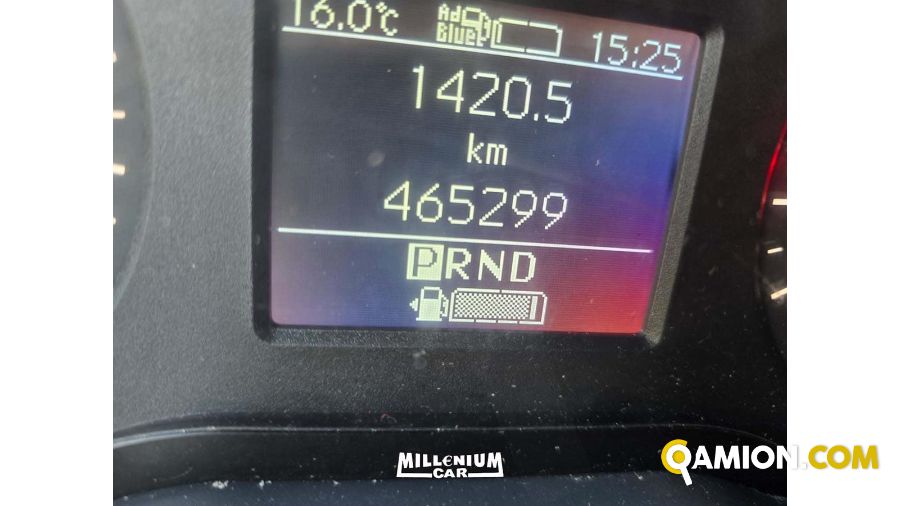 16.0°C
Ad
Blue
15:25
1420.5
km
465299
PRND
MILLENIUM
CAR
QAMION.COM